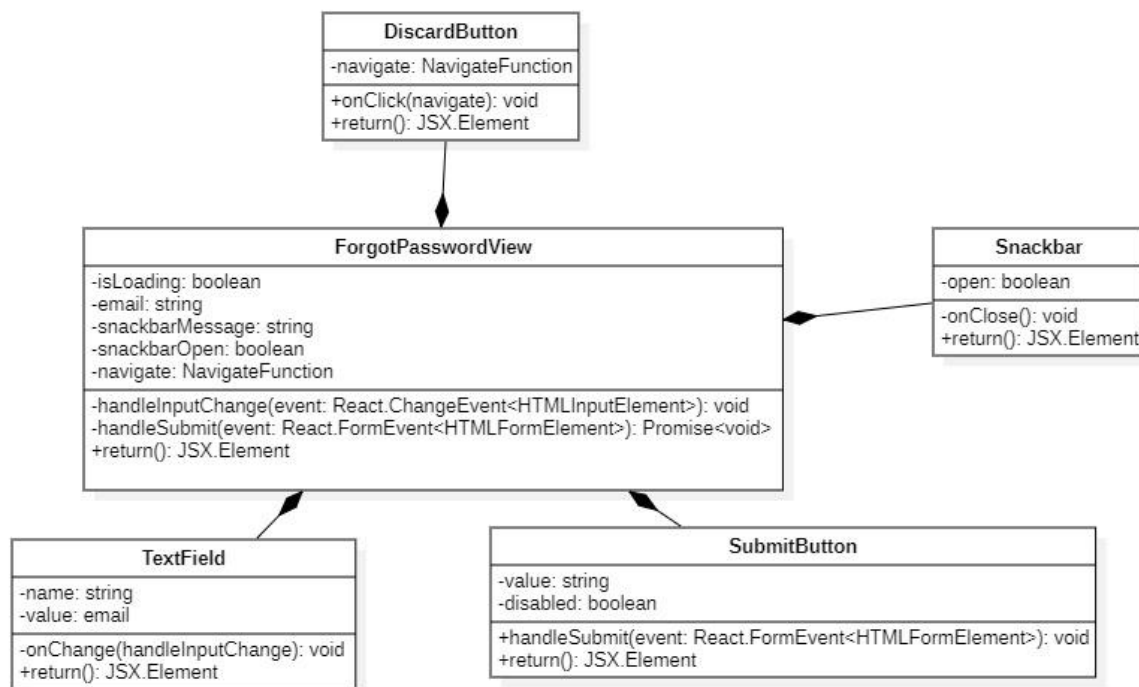 DiscardButton
-navigate: NavigateFunction
+onClick(navigate): void
+return(): JSX.Element
ForgotPasswordView
-isLoading: boolean
-email: string
-snackbarMessage: string
-snackbarOpen: boolean
-navigate: NavigateFunction
-handleInputChange(event: React.ChangeEvent<HTMLInputElement>): void
-handleSubmit(event: React.FormEvent<HTMLFormElement>): Promise<void>
+return(): JSX.Element
Snackbar
-open: boolean
-onClose(): void
+return(): JSX.Element
TextField
-name: string
-value: email
-onChange(handleInputChange): void
+return(): JSX.Element
SubmitButton
-value: string
-disabled: boolean
+handleSubmit(event: React.FormEvent<HTMLFormElement>): void
+return(): JSX.Element